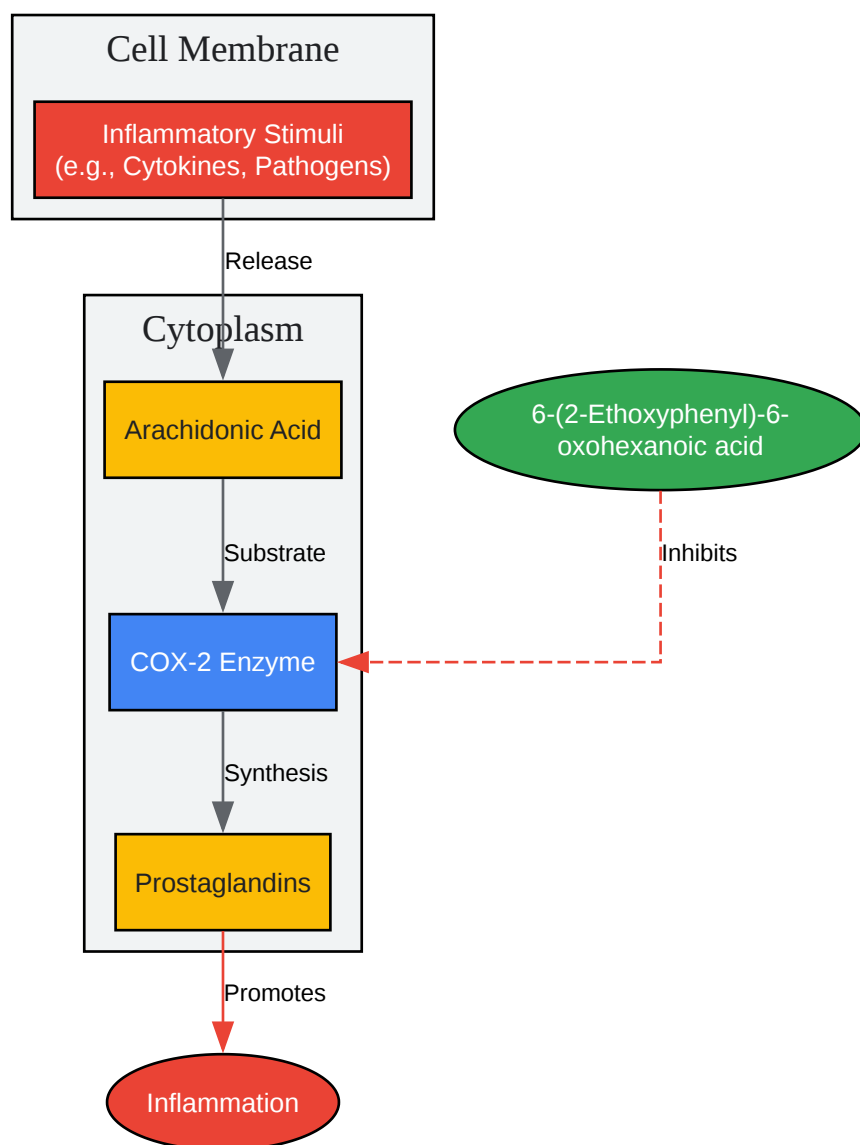 Cell Membrane
Inflammatory Stimuli
(e.g., Cytokines, Pathogens)
Release
Cytoplasm
Arachidonic Acid
6-(2-Ethoxyphenyl)-6-
oxohexanoic acid
Substrate
Inhibits
COX-2 Enzyme
Synthesis
Prostaglandins
Promotes
Inflammation